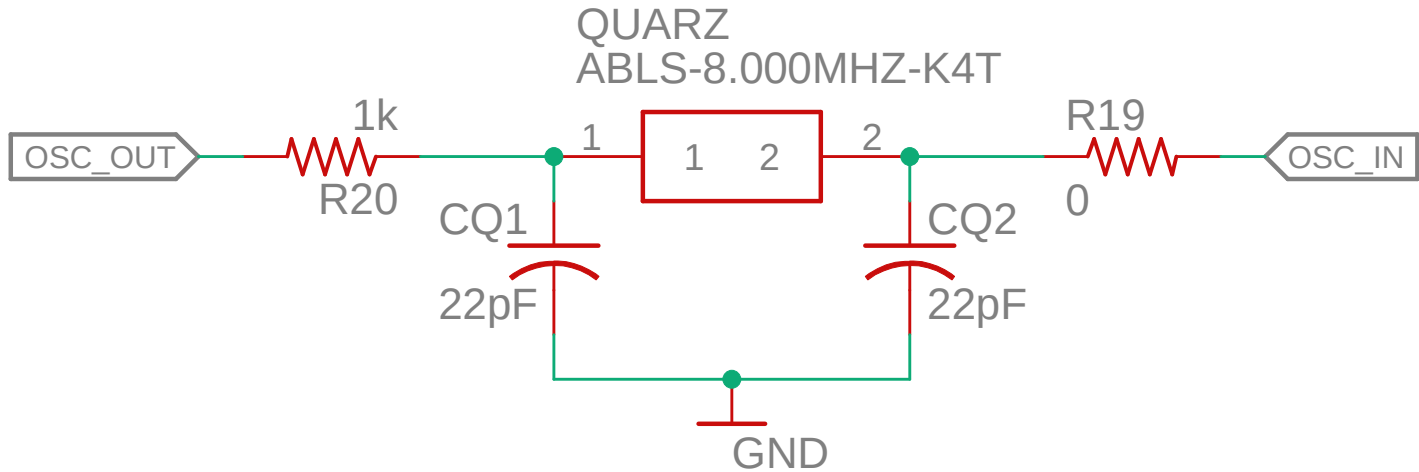 QUARZ
ABLS-8.000MHZ-K4T
1k
R19
OSC_OUT
1
1
2
2
OSC_IN
R20
0
CQ1
CQ2
22pF
22pF
GND